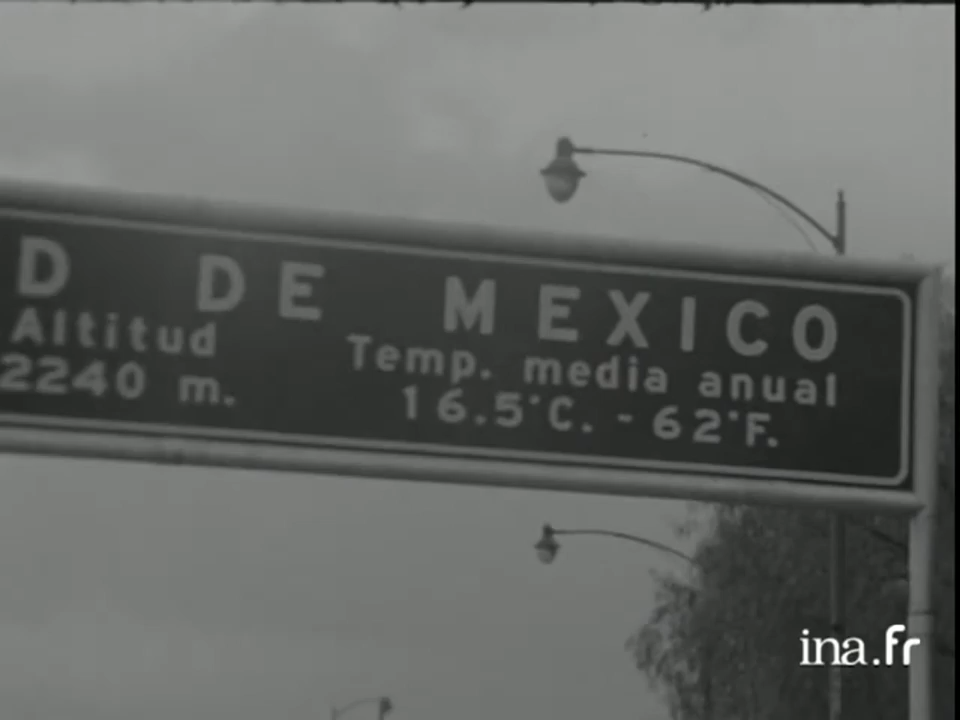 D DE MEXICO
Altitud
2240 m.
Temp. media anual
16.5°C. - 62°F.
ina.fr